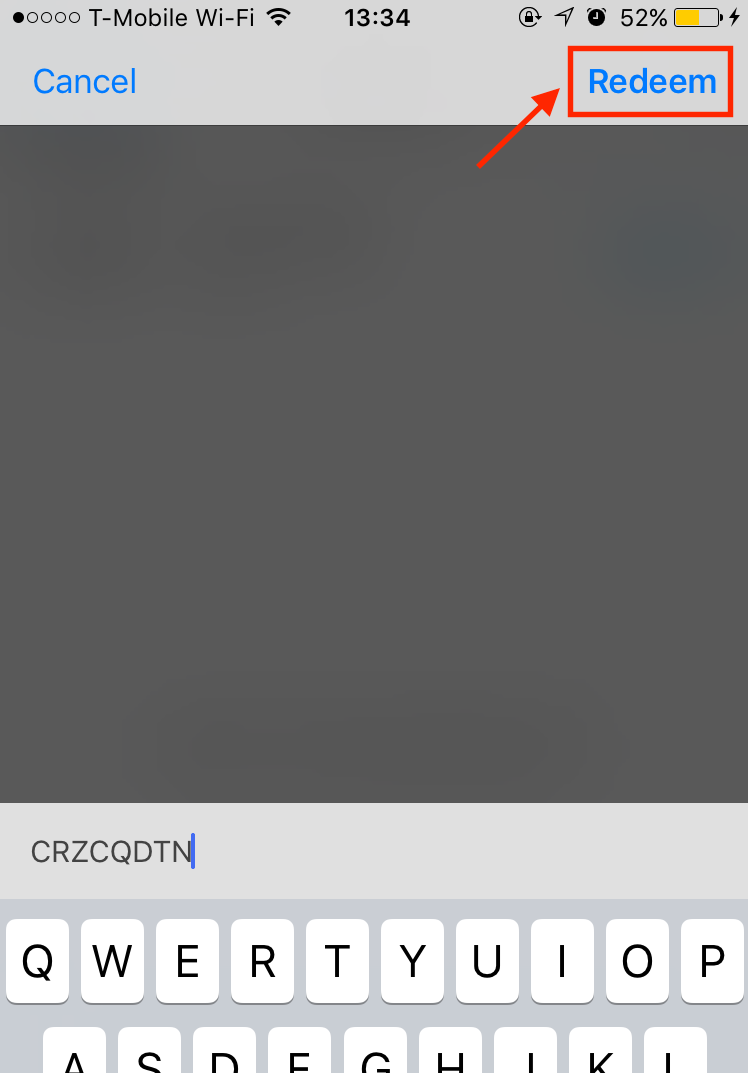 T-Mobile Wi-Fi 13:34 52%
Cancel Redeem
CRZCQDTN
Q W E R T Y U I O P
A S D F G H J K L